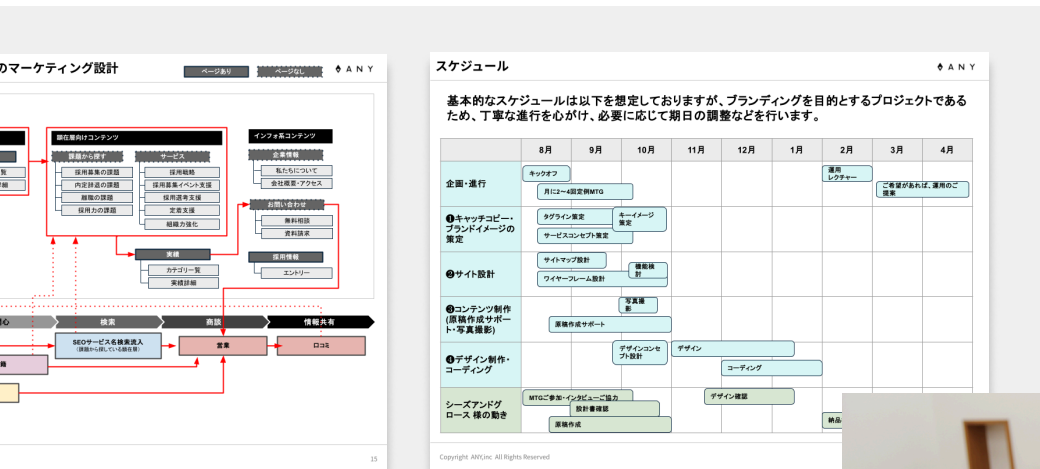 のマーケティング設計
ページあり
ページなし
ANY
顕在層向けコンテンツ
課題から探す
採用募集の課題
内定辞退の課題
離職の課題
採用力の課題
サービス
採用戦略
採用募集イベント支援
採用選考支援
定着支援
組織力強化
インフォ系コンテンツ
企業情報
私たちについて
会社概要・アクセス
お問い合わせ
無料相談
資料請求
採用情報
エントリー
実績
カテゴリ一覧
実績詳細
覧
細
心
検索
商談
情報共有
SEOサービス名検索流入
(課題から探している顕在層)
営業
口コミ
籍
15
スケジュール
ANY
基本的なスケジュールは以下を想定しておりますが、ブランディングを目的とするプロジェクトである
ため、丁寧な進行を心がけ、必要に応じて期日の調整などを行います。
8月
9月
10月
11月
12月
1月
2月
3月
4月
企画・進行
キックオフ
月に2〜4回定例MTG
運用
レクチャー
ご希望があれば、運用のご
提案
❶キャッチコピー・
ブランドイメージの
策定
タグライン策定
キーイメージ
策定
サービスコンセプト策定
❷サイト設計
サイトマップ設計
機能検
討
ワイヤーフレーム設計
❸コンテンツ制作
(原稿作成サポー
ト・写真撮影)
写真撮
影
原稿作成サポート
❹デザイン制作・
コーディング
デザインコンセ
プト設計
デザイン
コーディング
シーズアンドグ
ロース 様の動き
MTGご参加・インタビューご協力
設計書確認
原稿作成
デザイン確認
納品
Copyright ANY,inc All Rights Reserved